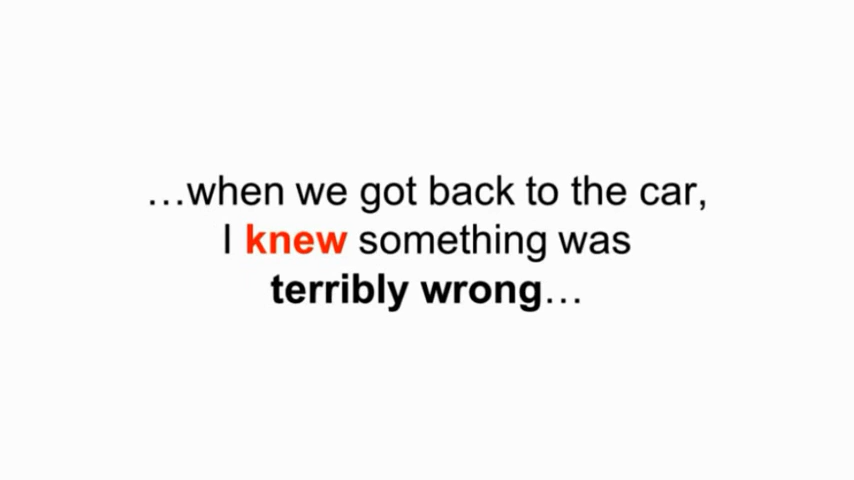 …when we got back to the car,
I knew something was
terribly wrong…